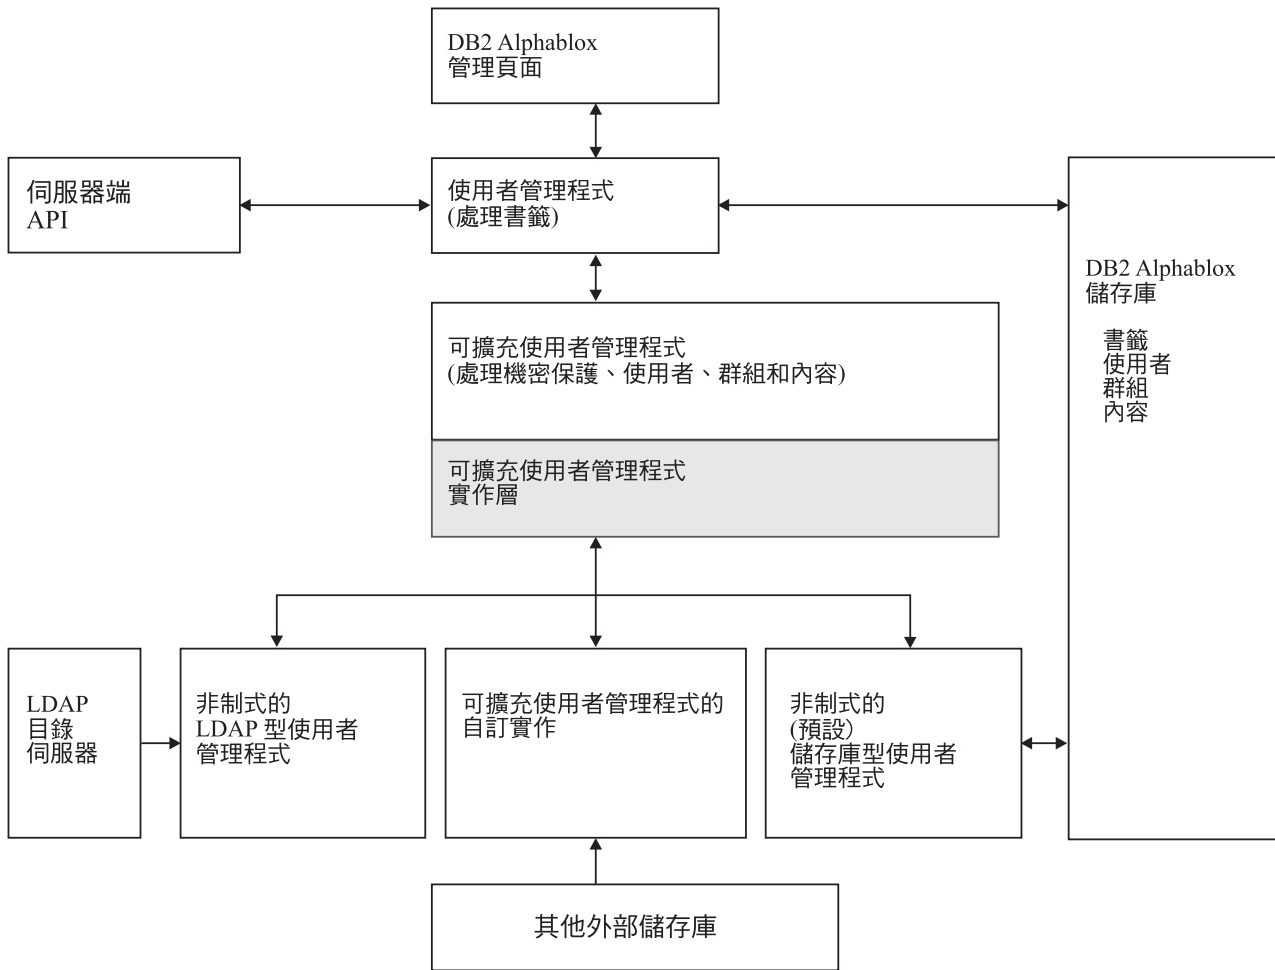 DB2 Alphablox
管理頁面
伺服器端
API
使用者管理程式
(處理書籤)
DB2 Alphablox
儲存庫
書籤
使用者
群組
內容
可擴充使用者管理程式
(處理機密保護、使用者、群組和內容)
可擴充使用者管理程式
實作層
LDAP
目錄
伺服器
非制式的
LDAP 型使用者
管理程式
可擴充使用者管理程式的
自訂實作
非制式的
(預設)
儲存庫型使用者
管理程式
其他外部儲存庫